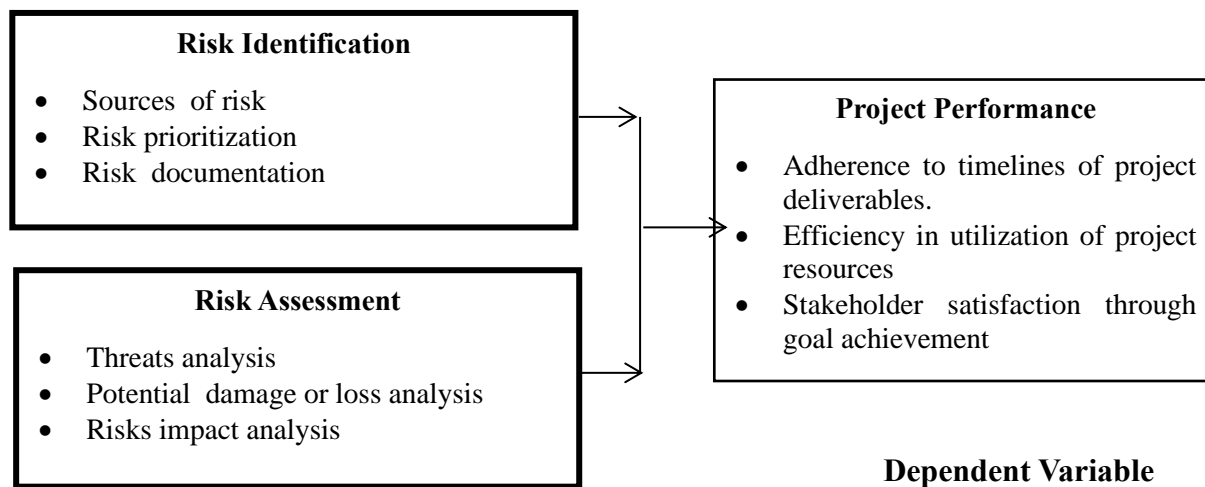 Risk Identification
• Sources of risk
• Risk prioritization
• Risk documentation
Risk Assessment
• Threats analysis
• Potential damage or loss analysis
• Risks impact analysis
Project Performance
• Adherence to timelines of project
deliverables.
• Efficiency in utilization of project
resources
• Stakeholder satisfaction through
goal achievement
Dependent Variable